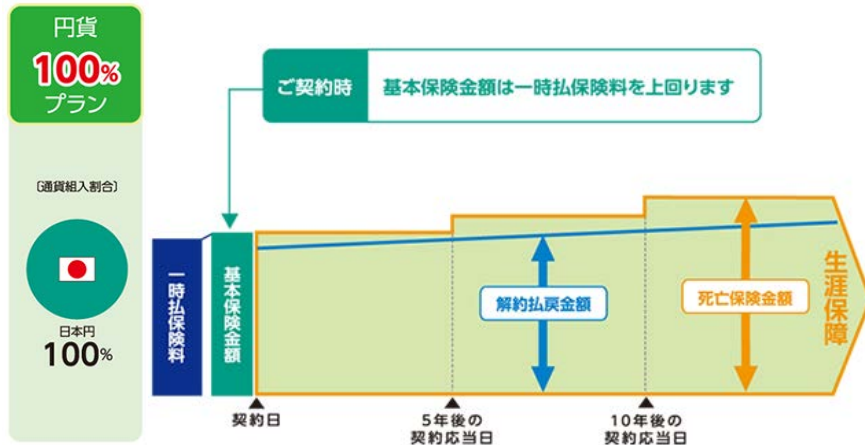 円貨
100%
プラン
〔通貨組入割合〕
日本円
100%
ご契約時
基本保険金額は一時払保険料を上回ります
一時払保険料
基本保険金額
解約払戻金額
死亡保険金額
生涯保障
契約日
5年後の
契約応当日
10年後の
契約応当日